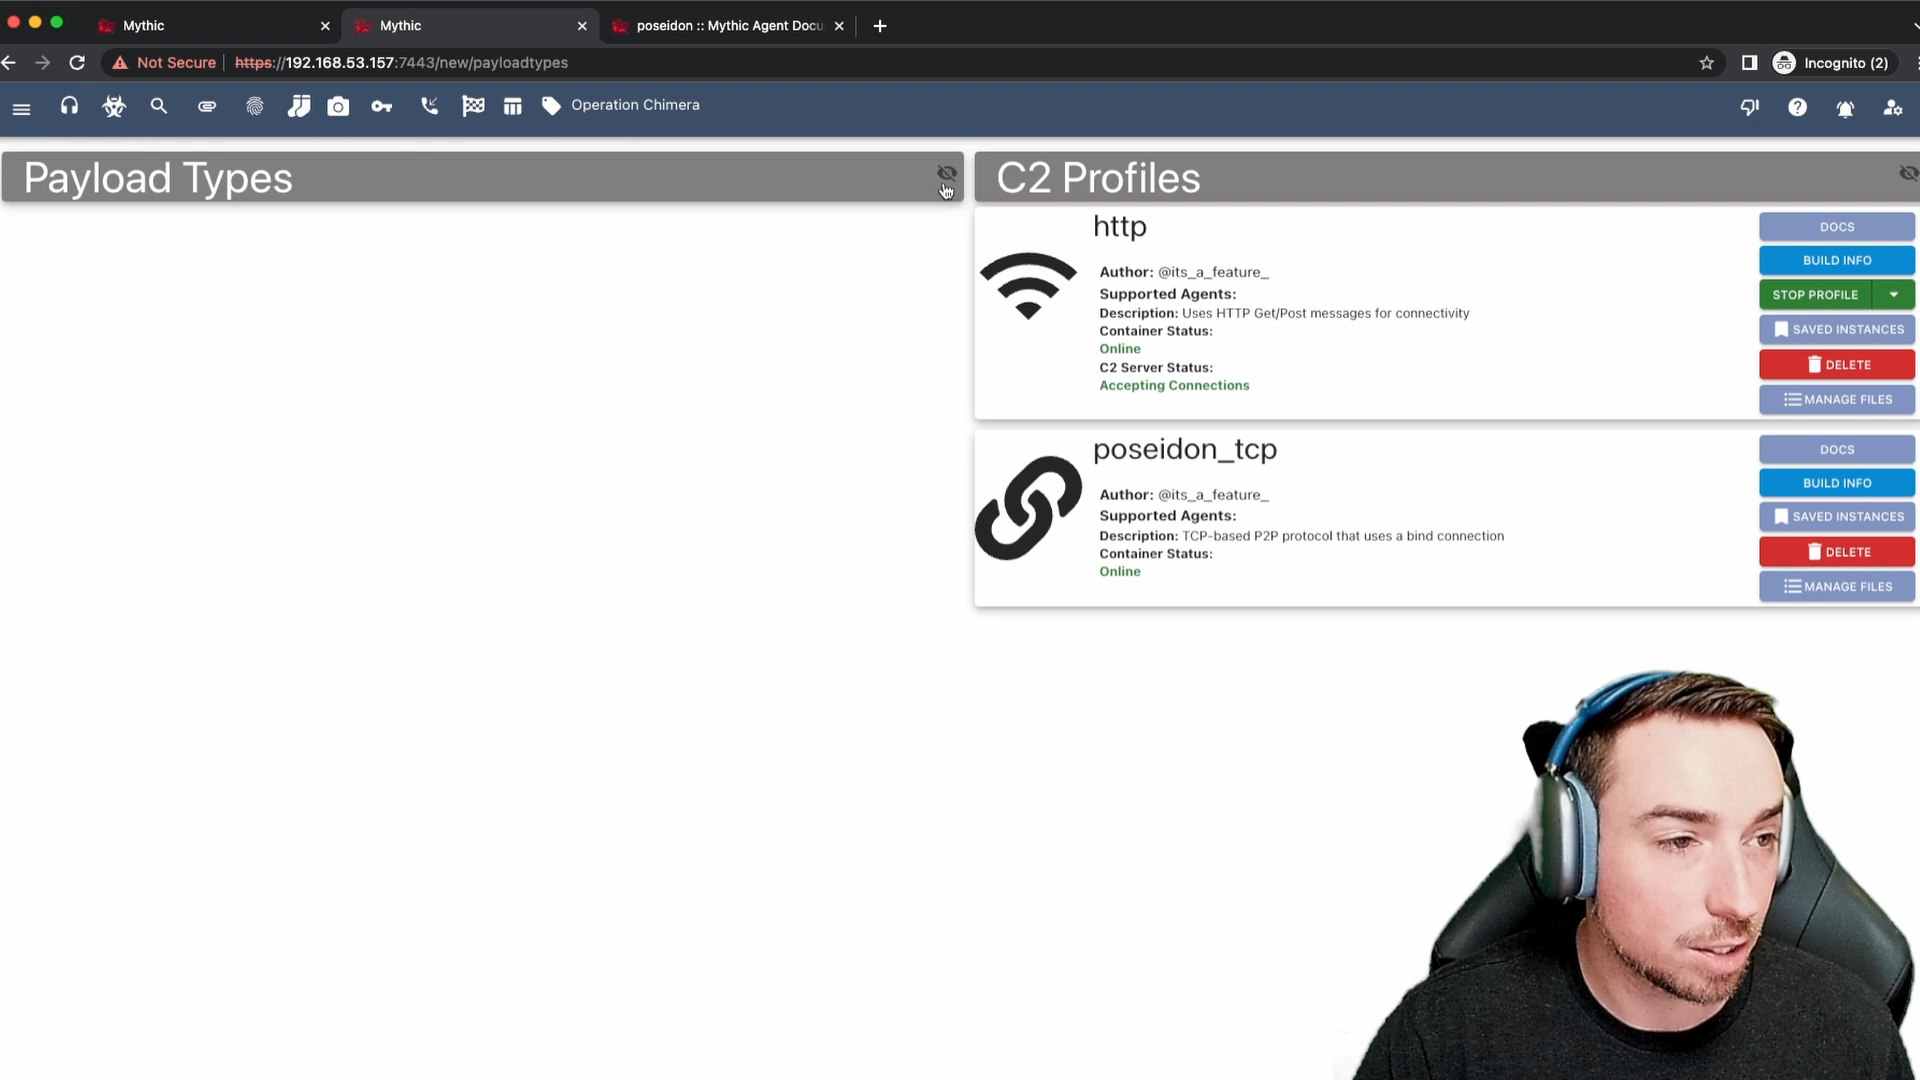 Mythic
Mythic
poseidon :: Mythic Agent Docu
Not Secure
https://192.168.53.157:7443/new/payloadtypes
Incognito (2)
Operation Chimera
Payload Types
C2 Profiles
http
Author: @its_a_feature_
Supported Agents:
Description: Uses HTTP Get/Post messages for connectivity
Container Status:
Online
C2 Server Status:
Accepting Connections
DOCS
BUILD INFO
STOP PROFILE
SAVED INSTANCES
DELETE
MANAGE FILES
poseidon_tcp
Author: @its_a_feature_
Supported Agents:
Description: TCP-based P2P protocol that uses a bind connection
Container Status:
Online
DOCS
BUILD INFO
SAVED INSTANCES
DELETE
MANAGE FILES